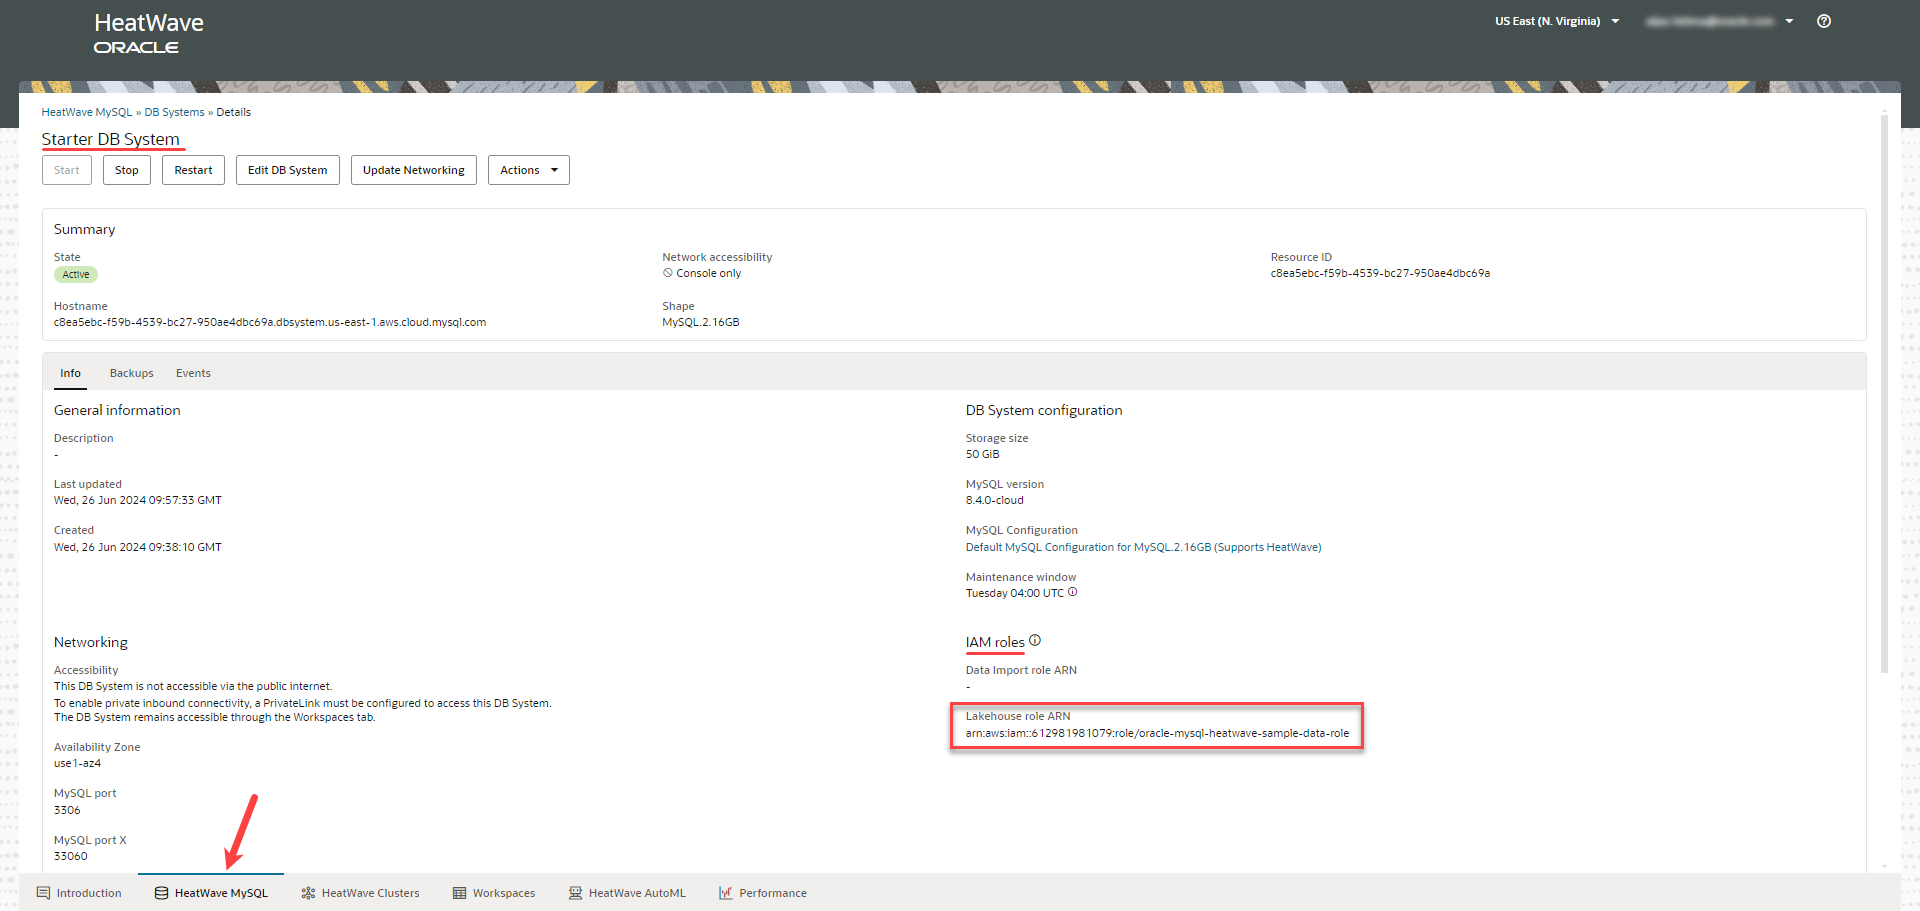 HeatWave
ORACLE
US East (N. Virginia)
HeatWave MySQL » DB Systems » Details
Starter DB System
Start
Stop
Restart
Edit DB System
Update Networking
Actions
Summary
State
Active
Network accessibility
Console only
Resource ID
c8ea5ebc-f59b-4539-bc27-950ae4dbc69a
Hostname
c8ea5ebc-f59b-4539-bc27-950ae4dbc69a.dbsystem.us-east-1.aws.cloud.mysql.com
Shape
MySQL.2.16GB
Info
Backups
Events
General information
Description
-
Last updated
Wed, 26 Jun 2024 09:57:33 GMT
Created
Wed, 26 Jun 2024 09:38:10 GMT
DB System configuration
Storage size
50 GiB
MySQL version
8.4.0-cloud
MySQL Configuration
Default MySQL Configuration for MySQL.2.16GB (Supports HeatWave)
Maintenance window
Tuesday 04:00 UTC
Networking
Accessibility
This DB System is not accessible via the public internet.
To enable private inbound connectivity, a PrivateLink must be configured to access this DB System.
The DB System remains accessible through the Workspaces tab.
Availability Zone
use1-az4
MySQL port
3306
MySQL port X
33060
IAM roles
Data Import role ARN
-
Lakehouse role ARN
arn:aws:iam::612981981079:role/oracle-mysql-heatwave-sample-data-role
Introduction
HeatWave MySQL
HeatWave Clusters
Workspaces
HeatWave AutoML
Performance